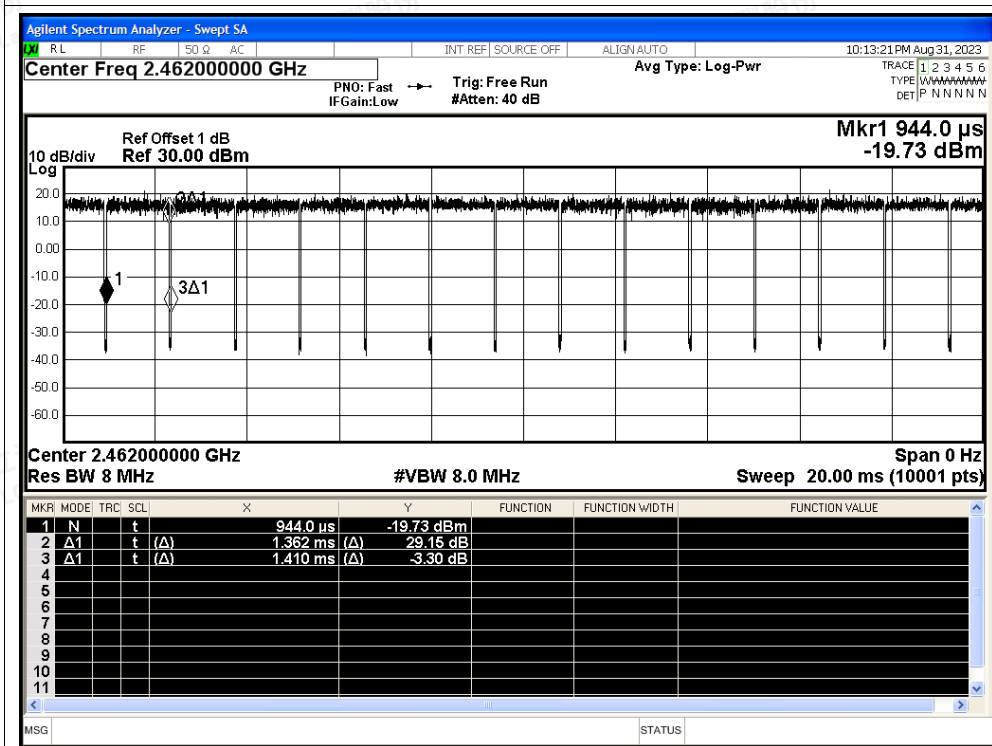 Agilent Spectrum Analyzer - Swept SA
LXI RL RF 50 Ω AC INT REF SOURCE OFF ALIGN AUTO 10:13:21 PM Aug 31, 2023
Center Freq 2.462000000 GHz Avg Type: Log-Pwr TRACE 1 2 3 4 5 6
PNO: Fast Trig: Free Run TYPE WWWWWW
IFGain:Low #Atten: 40 dB DET P N N N N N
Mkr1 944.0 µs
Ref Offset 1 dB
10 dB/div Ref 30.00 dBm -19.73 dBm
Log
20.0
2Δ1
10.0
0.00
-10.0
1
3Δ1
-20.0
-30.0
-40.0
-50.0
-60.0
Center 2.462000000 GHz Span 0 Hz
Res BW 8 MHz #VBW 8.0 MHz Sweep 20.00 ms (10001 pts)
MKR MODE TRC SCL X Y FUNCTION FUNCTION WIDTH FUNCTION VALUE
1 N t 944.0 µs -19.73 dBm
2 Δ1 t (Δ) 1.362 ms (Δ) 29.15 dB
3 Δ1 t (Δ) 1.410 ms (Δ) -3.30 dB
4
5
6
7
8
9
10
11
MSG STATUS